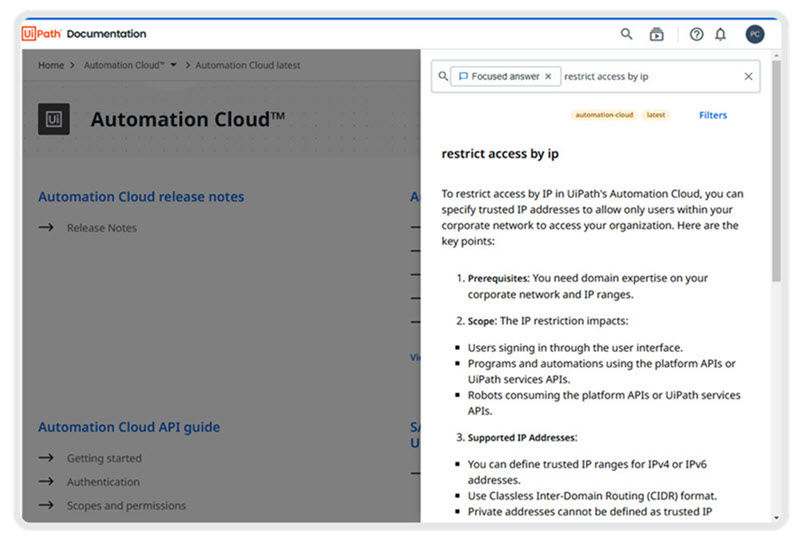 UiPath Documentation
PC
Home > Automation Cloud™ > Automation Cloud latest
Focused answer × restrict access by ip
Ui Automation Cloud™
automation-cloud latest Filters
restrict access by ip
To restrict access by IP in UiPath's Automation Cloud, you can
specify trusted IP addresses to allow only users within your
corporate network to access your organization. Here are the
key points:
1. Prerequisites: You need domain expertise on your
corporate network and IP ranges.
2. Scope: The IP restriction impacts:
Users signing in through the user interface.
Programs and automations using the platform APIs or
UiPath services APIs.
Robots consuming the platform APIs or UiPath services
APIs.
3. Supported IP Addresses:
You can define trusted IP ranges for IPv4 or IPv6
addresses.
Use Classless Inter-Domain Routing (CIDR) format.
Private addresses cannot be defined as trusted IP
Automation Cloud release notes
→ Release Notes
Automation Cloud API guide
→ Getting started
→ Authentication
→ Scopes and permissions